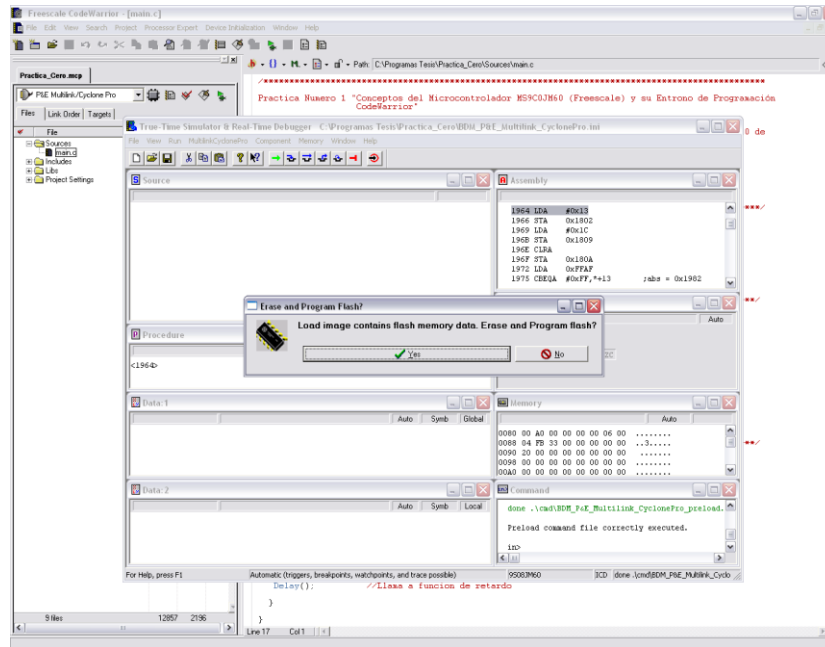 Freescale CodeWarrior - [main.c]
File Edit View Search Project Processor Expert Device Initialization Window Help
Path: C:\Programas Tesis\Practica_Cero\Sources\main.c
Practica_Cero.mcp
P&E Multilink/Cyclone Pro
Files Link Order Targets
File
Sources
main.c
Includes
Libs
Project Settings
Practica Numero 1 "Conceptos del Microcontrolador MS9C0JM60 (Freescale) y su Entrono de Programación
CodeWarrior"
0 de
True-Time Simulator & Real-Time Debugger C:\Programas Tesis\Practica_Cero\BDM_P&E_Multilink_CyclonePro.ini
File View Run MultilinkCyclonePro Component Memory Window Help
Source
Assembly
1964 LDA #0x13
1966 STA 0x1802
1969 LDA #0x1C
196B STA 0x1809
196E CLRA
196F STA 0x180A
1972 LDA 0xFFAF
1975 CBEQA #0xFF,*+13 ;abs = 0x1982
***/
**/
Auto
Erase and Program Flash?
Load image contains flash memory data. Erase and Program flash?
Yes
No
Procedure
<1964>
Data:1
Auto Symb Global
Memory
Auto
0080 00 A0 00 00 00 00 06 00 ........
0088 04 FB 33 00 00 00 00 00 ..3.....
0090 20 00 00 00 00 00 00 00 .......
0098 00 00 00 00 00 00 00 00 ........
00A0 00 00 00 00 00 00 00 00 ........
**/
Data:2
Auto Symb Local
Command
done .\cmd\BDM_P&E_Multilink_CyclonePro_preload.
Preload command file correctly executed.
in>
For Help, press F1
Automatic (triggers, breakpoints, watchpoints, and trace possible)
9S08JM60
ICD
done .\cmd\BDM_P&E_Multilink_Cyclo
Delay(); //Llama a funcion de retardo
}
}
9 files 12857 2196
Line 17 Col 1